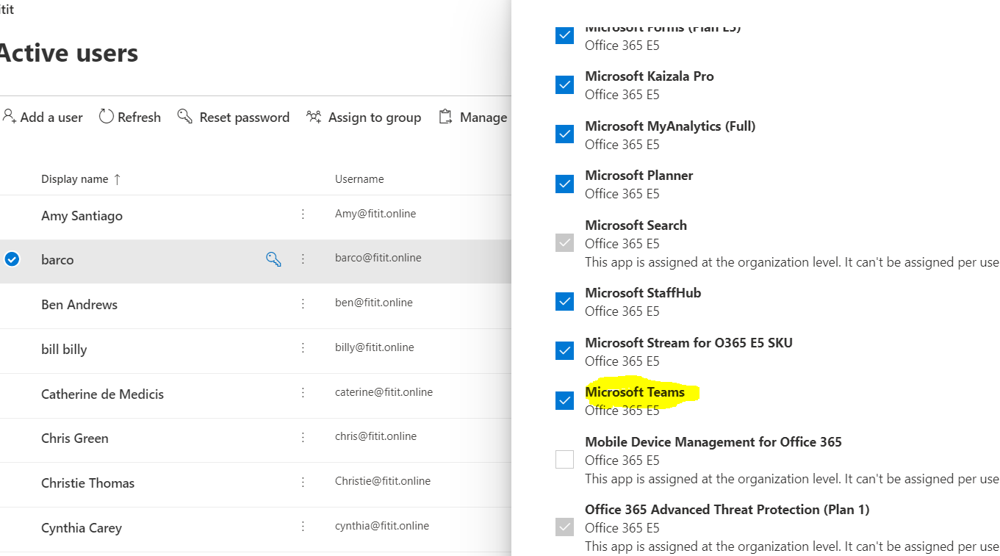 itit
Active users
Add a user
Refresh
Reset password
Assign to group
Manage
Display name ↑
Username
Amy Santiago
Amy@fitit.online
barco
barco@fitit.online
Ben Andrews
ben@fitit.online
bill billy
billy@fitit.online
Catherine de Medicis
caterine@fitit.online
Chris Green
chris@fitit.online
Christie Thomas
Christie@fitit.online
Cynthia Carey
cynthia@fitit.online
Microsoft Forms (Plan E5)
Office 365 E5
Microsoft Kaizala Pro
Office 365 E5
Microsoft MyAnalytics (Full)
Office 365 E5
Microsoft Planner
Office 365 E5
Microsoft Search
Office 365 E5
This app is assigned at the organization level. It can't be assigned per use
Microsoft StaffHub
Office 365 E5
Microsoft Stream for O365 E5 SKU
Office 365 E5
Microsoft Teams
Office 365 E5
Mobile Device Management for Office 365
Office 365 E5
This app is assigned at the organization level. It can't be assigned per use
Office 365 Advanced Threat Protection (Plan 1)
Office 365 E5
This app is assigned at the organization level. It can't be assigned per use